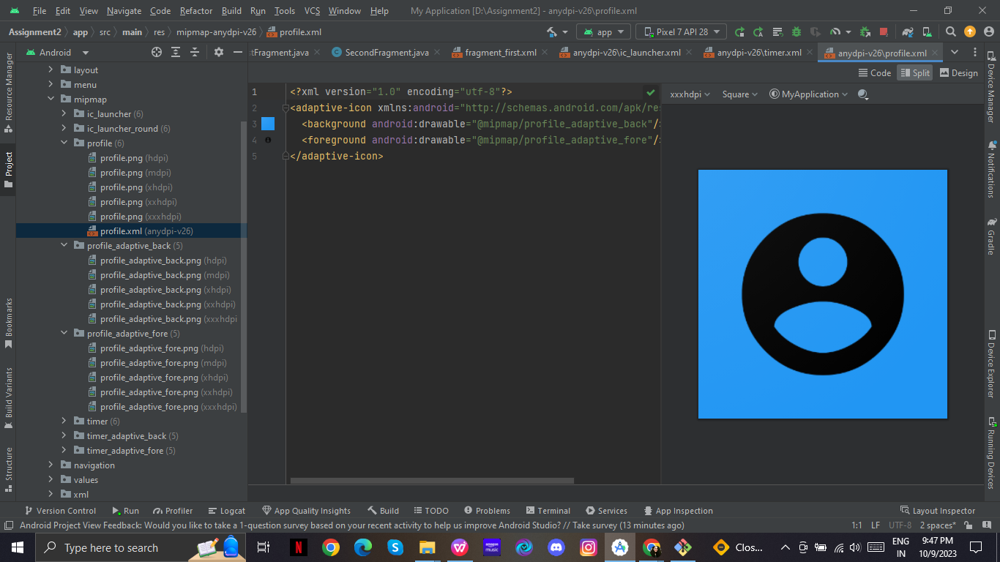 File Edit View Navigate Code Refactor Build Run Tools VCS Window Help My Application [D:\Assignment2] - anydpi-v26\profile.xml
Assignment2 app src main res mipmap-anydpi-v26 profile.xml app Pixel 7 API 28
Android stFragment.java SecondFragment.java fragment_first.xml anydpi-v26\ic_launcher.xml anydpi-v26\timer.xml anydpi-v26\profile.xml
Code Split Design
xxxhdpi Square MyApplication
Resource Manager
Project
Bookmarks
Build Variants
Structure
layout
menu
mipmap
ic_launcher (6)
ic_launcher_round (6)
profile (6)
profile.png (hdpi)
profile.png (mdpi)
profile.png (xhdpi)
profile.png (xxhdpi)
profile.png (xxxhdpi)
profile.xml (anydpi-v26)
profile_adaptive_back (5)
profile_adaptive_back.png (hdpi)
profile_adaptive_back.png (mdpi)
profile_adaptive_back.png (xhdpi)
profile_adaptive_back.png (xxhdpi)
profile_adaptive_back.png (xxxhdpi
profile_adaptive_fore (5)
profile_adaptive_fore.png (hdpi)
profile_adaptive_fore.png (mdpi)
profile_adaptive_fore.png (xhdpi)
profile_adaptive_fore.png (xxhdpi)
profile_adaptive_fore.png (xxxhdpi)
timer (6)
timer_adaptive_back (5)
timer_adaptive_fore (5)
navigation
values
xml
1 <?xml version="1.0" encoding="utf-8"?>
2 <adaptive-icon xmlns:android="http://schemas.android.com/apk/res
3 <background android:drawable="@mipmap/profile_adaptive_back"/>
4 <foreground android:drawable="@mipmap/profile_adaptive_fore"/>
5 </adaptive-icon>
Device Manager
Notifications
Gradle
Device Explorer
Running Devices
Version Control Run Profiler Logcat App Quality Insights Build TODO Problems Terminal Services App Inspection Layout Inspector
Android Project View Feedback: Would you like to take a 1-question survey based on your recent activity to help us improve Android Studio? // Take survey (13 minutes ago) 1:1 LF UTF-8 2 spaces*
Type here to search
N
amazon music
Clos...
ENG
IN
9:47 PM
10/9/2023